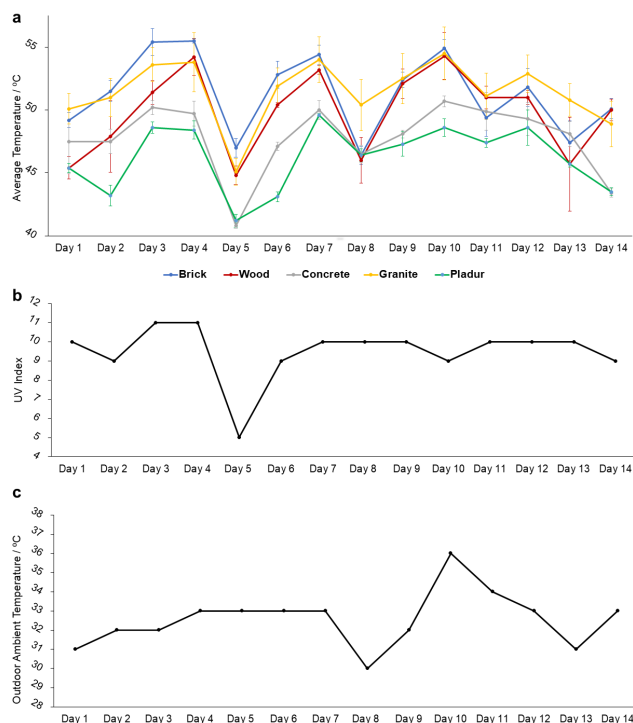 a
Average Temperature / ºC
55
50
45
40
Day 1 Day 2 Day 3 Day 4 Day 5 Day 6 Day 7 Day 8 Day 9 Day 10 Day 11 Day 12 Day 13 Day 14
Brick Wood Concrete Granite Pladur
b
UV Index
12
11
10
9
8
7
6
5
4
Day 1 Day 2 Day 3 Day 4 Day 5 Day 6 Day 7 Day 8 Day 9 Day 10 Day 11 Day 12 Day 13 Day 14
c
Outdoor Ambient Temperature / ºC
38
37
36
35
34
33
32
31
30
29
28
Day 1 Day 2 Day 3 Day 4 Day 5 Day 6 Day 7 Day 8 Day 9 Day 10 Day 11 Day 12 Day 13 Day 14